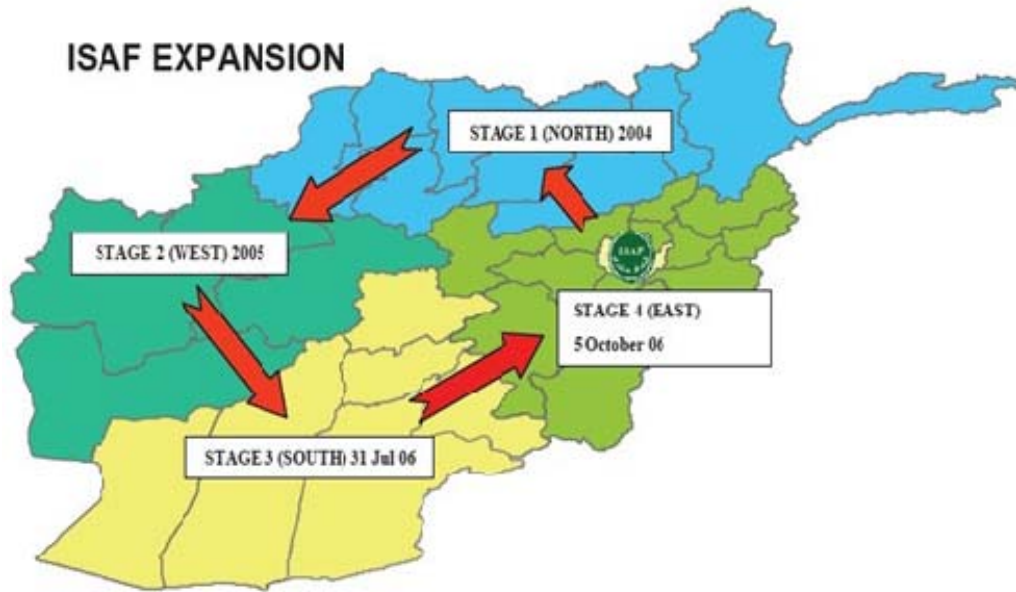 ISAF EXPANSION
STAGE 1 (NORTH) 2004
STAGE 2 (WEST) 2005
ISAF
STAGE 4 (EAST)
5 October 06
STAGE 3 (SOUTH) 31 Jul 06